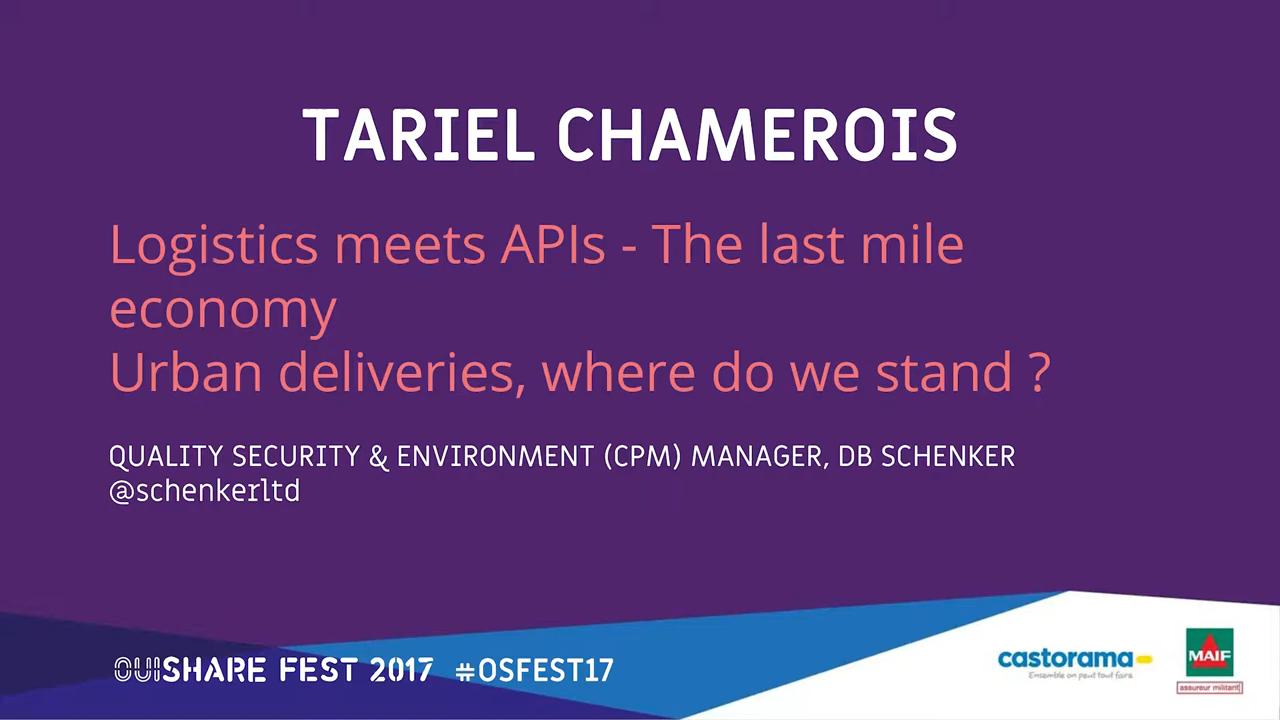 TARIEL CHAMEROIS
Logistics meets APIs - The last mile
economy
Urban deliveries, where do we stand ?
QUALITY SECURITY & ENVIRONMENT (CPM) MANAGER, DB SCHENKER
@schenkerltd
OUISHARE FEST 2017 #OSFEST17
castorama
Ensemble on peut tout faire
MAIF
assureur militant